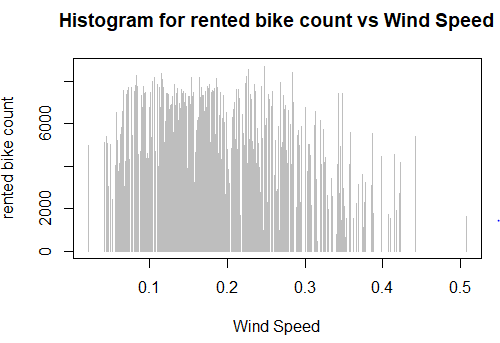 Histogram for rented bike count vs Wind Speed
rented bike count
6000
2000
0
0.1 0.2 0.3 0.4 0.5
Wind Speed